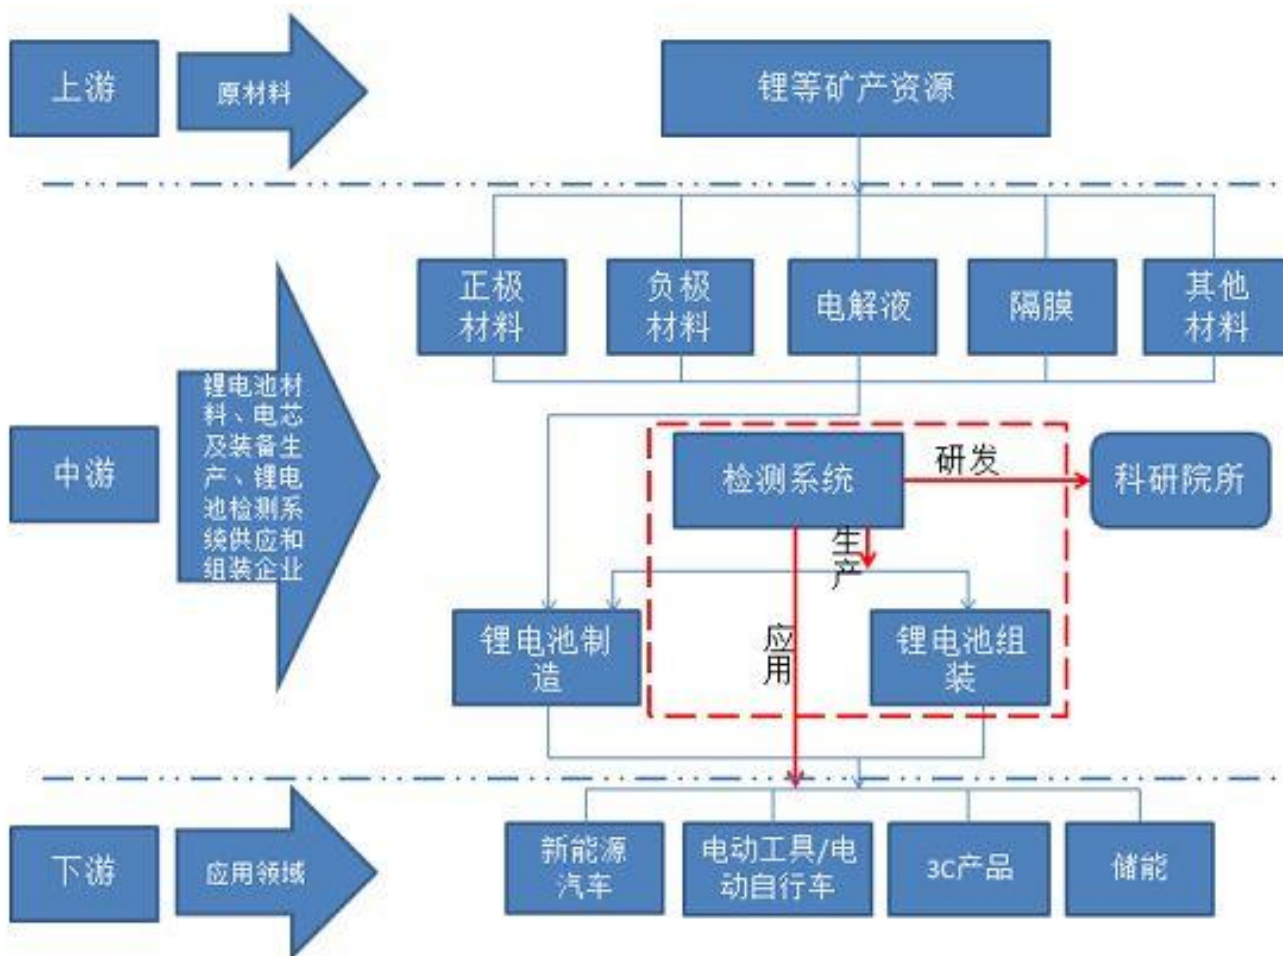 上游
原材料
锂等矿产资源
正极
材料
负极
材料
电解液
隔膜
其他
材料
中游
锂电池材
料、电芯
及装备生
产、锂电
池检测系
统供应和
组装企业
检测系统
研发
科研院所
生
产
应
用
锂电池制
造
锂电池组
装
下游
应用领域
新能源
汽车
电动工具/电
动自行车
3C产品
储能